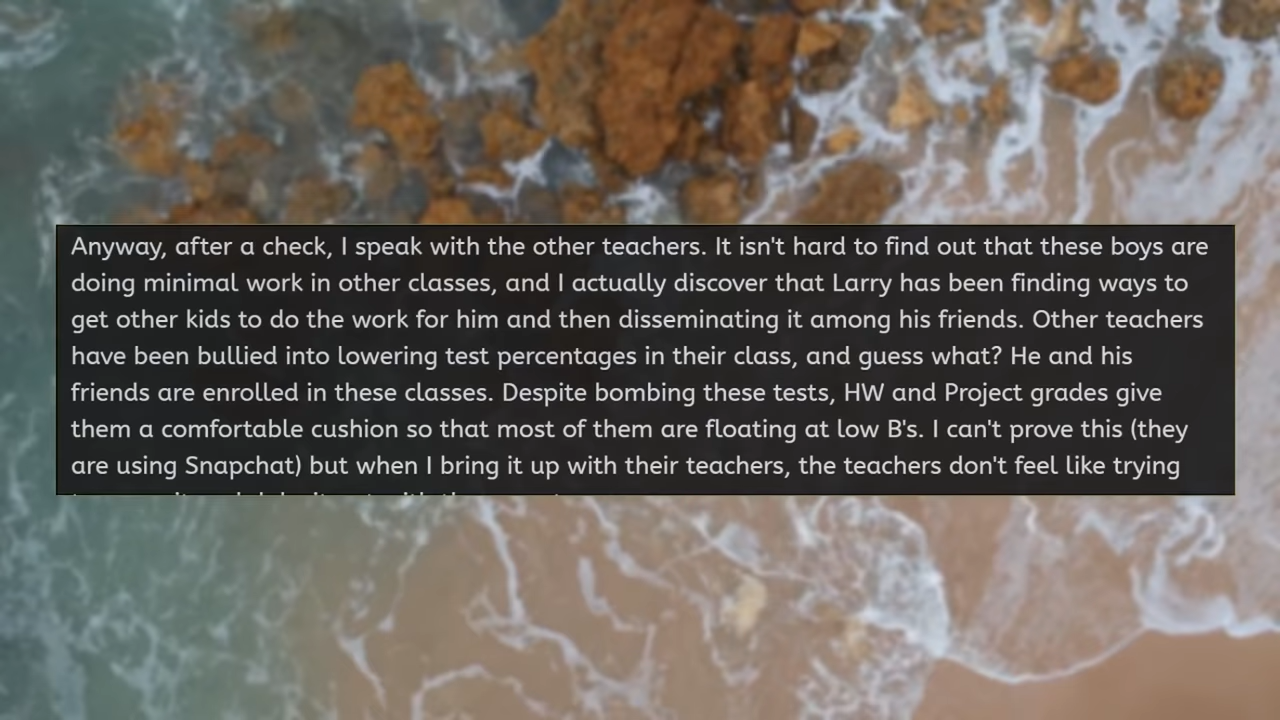 Anyway, after a check, I speak with the other teachers. It isn't hard to find out that these boys are
doing minimal work in other classes, and I actually discover that Larry has been finding ways to
get other kids to do the work for him and then disseminating it among his friends. Other teachers
have been bullied into lowering test percentages in their class, and guess what? He and his
friends are enrolled in these classes. Despite bombing these tests, HW and Project grades give
them a comfortable cushion so that most of them are floating at low B's. I can't prove this (they
are using Snapchat) but when I bring it up with their teachers, the teachers don't feel like trying